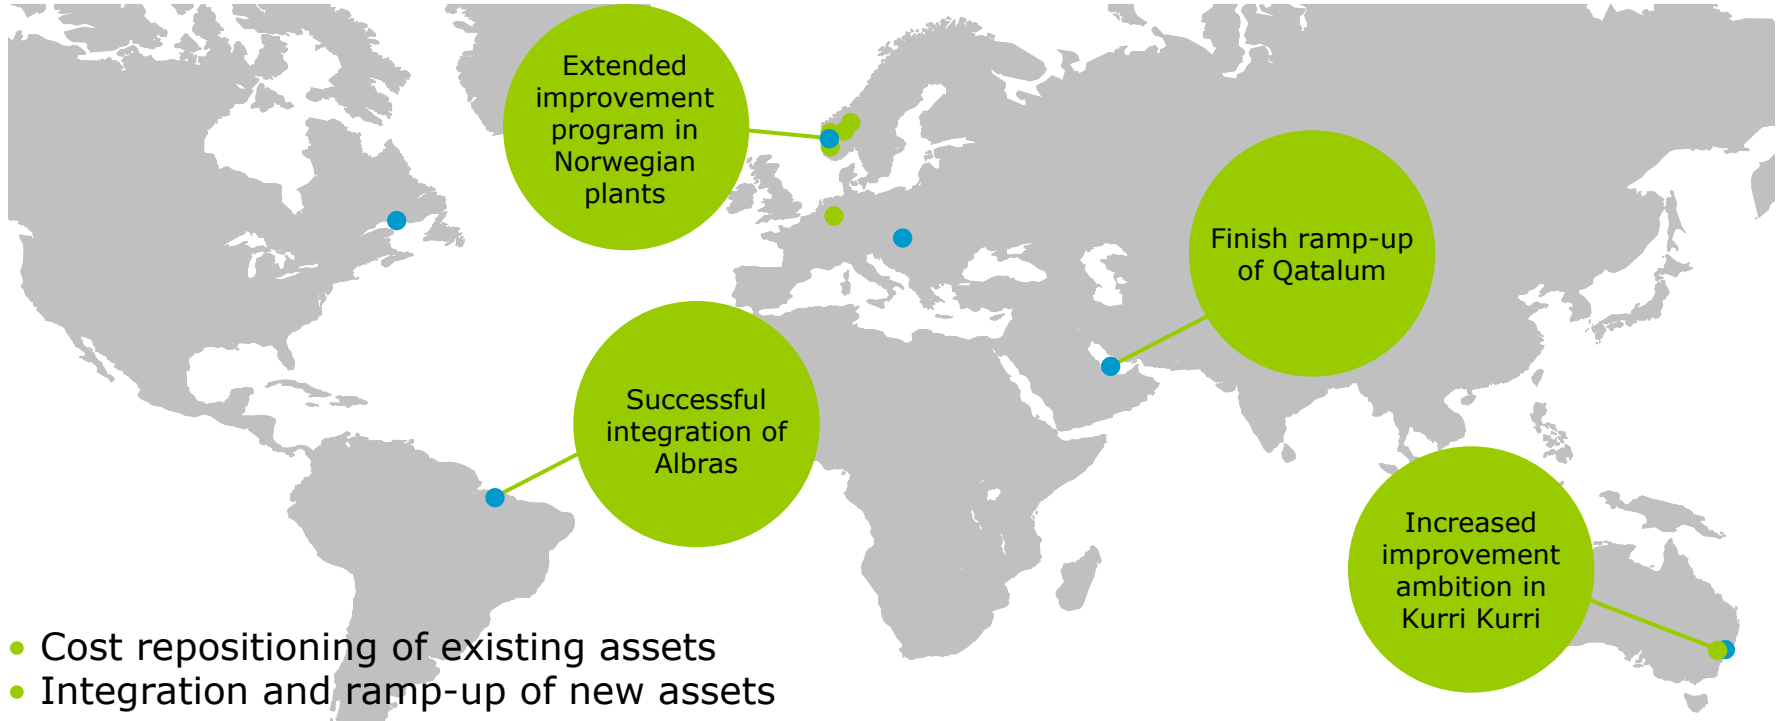 Extended
improvement
program in
Norwegian
plants
Finish ramp-up
of Qatalum
Successful
integration of
Albras
Increased
improvement
ambition in
Kurri Kurri
• Cost repositioning of existing assets
• Integration and ramp-up of new assets